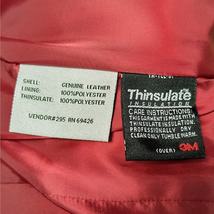 SHELL: GENUINE LEATHER
LINING: 100%POLYESTER
THINSULATE: 100%POLYESTER
VENDOR#295 RN 69426
Thinsulate
INSULATION
CARE INSTRUCTIONS:
THIS GARMENT IS MADE WITH
THINSULATE INSULATION
PROFESSIONALLY DRY
CLEAN ONLY TUMBLE WARM.
3M
(OVER)